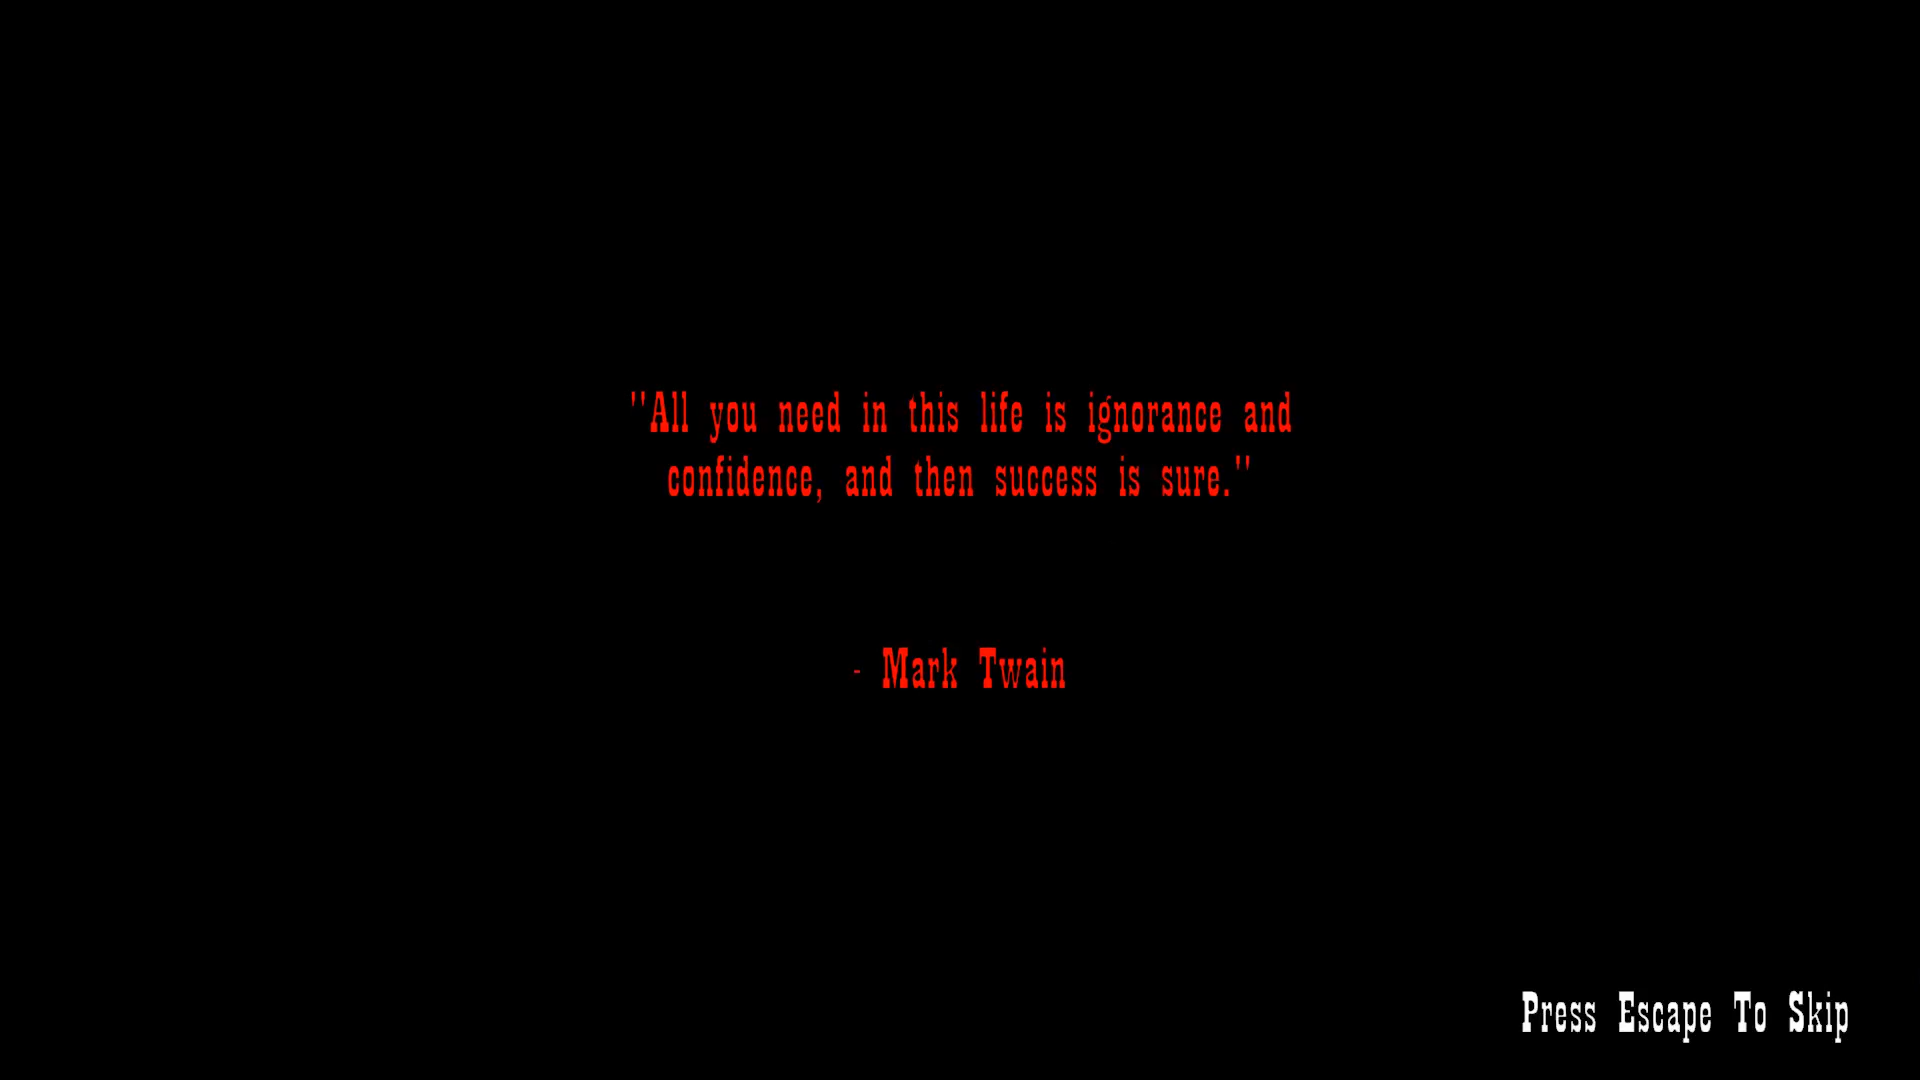 "All you need in this life is ignorance and
confidence, and then success is sure."
- Mark Twain
Press Escape To Skip